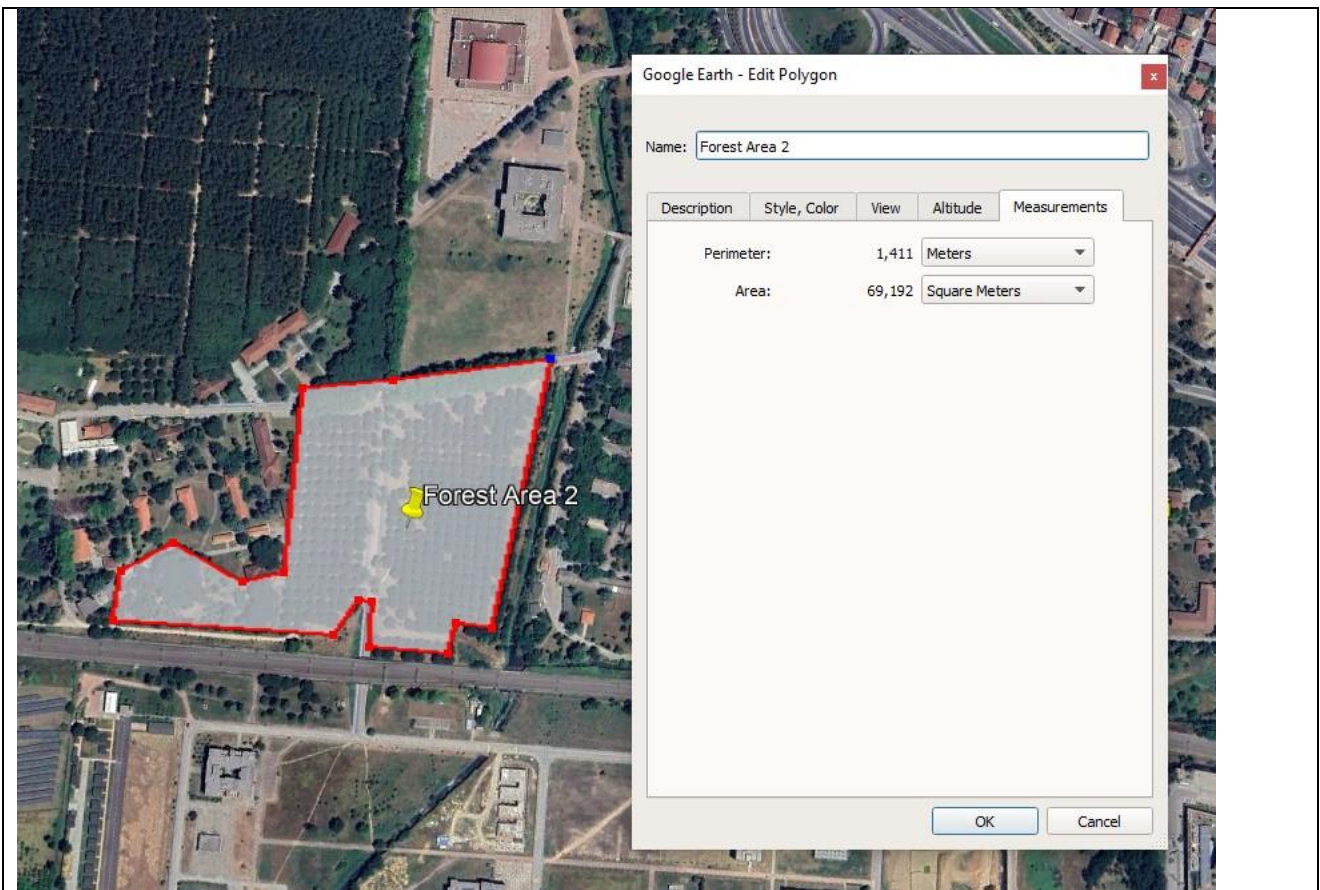 Google Earth - Edit Polygon
x
Name: Forest Area 2
Description Style, Color View Altitude Measurements
Perimeter: 1,411 Meters
Area: 69,192 Square Meters
Forest Area 2
OK Cancel